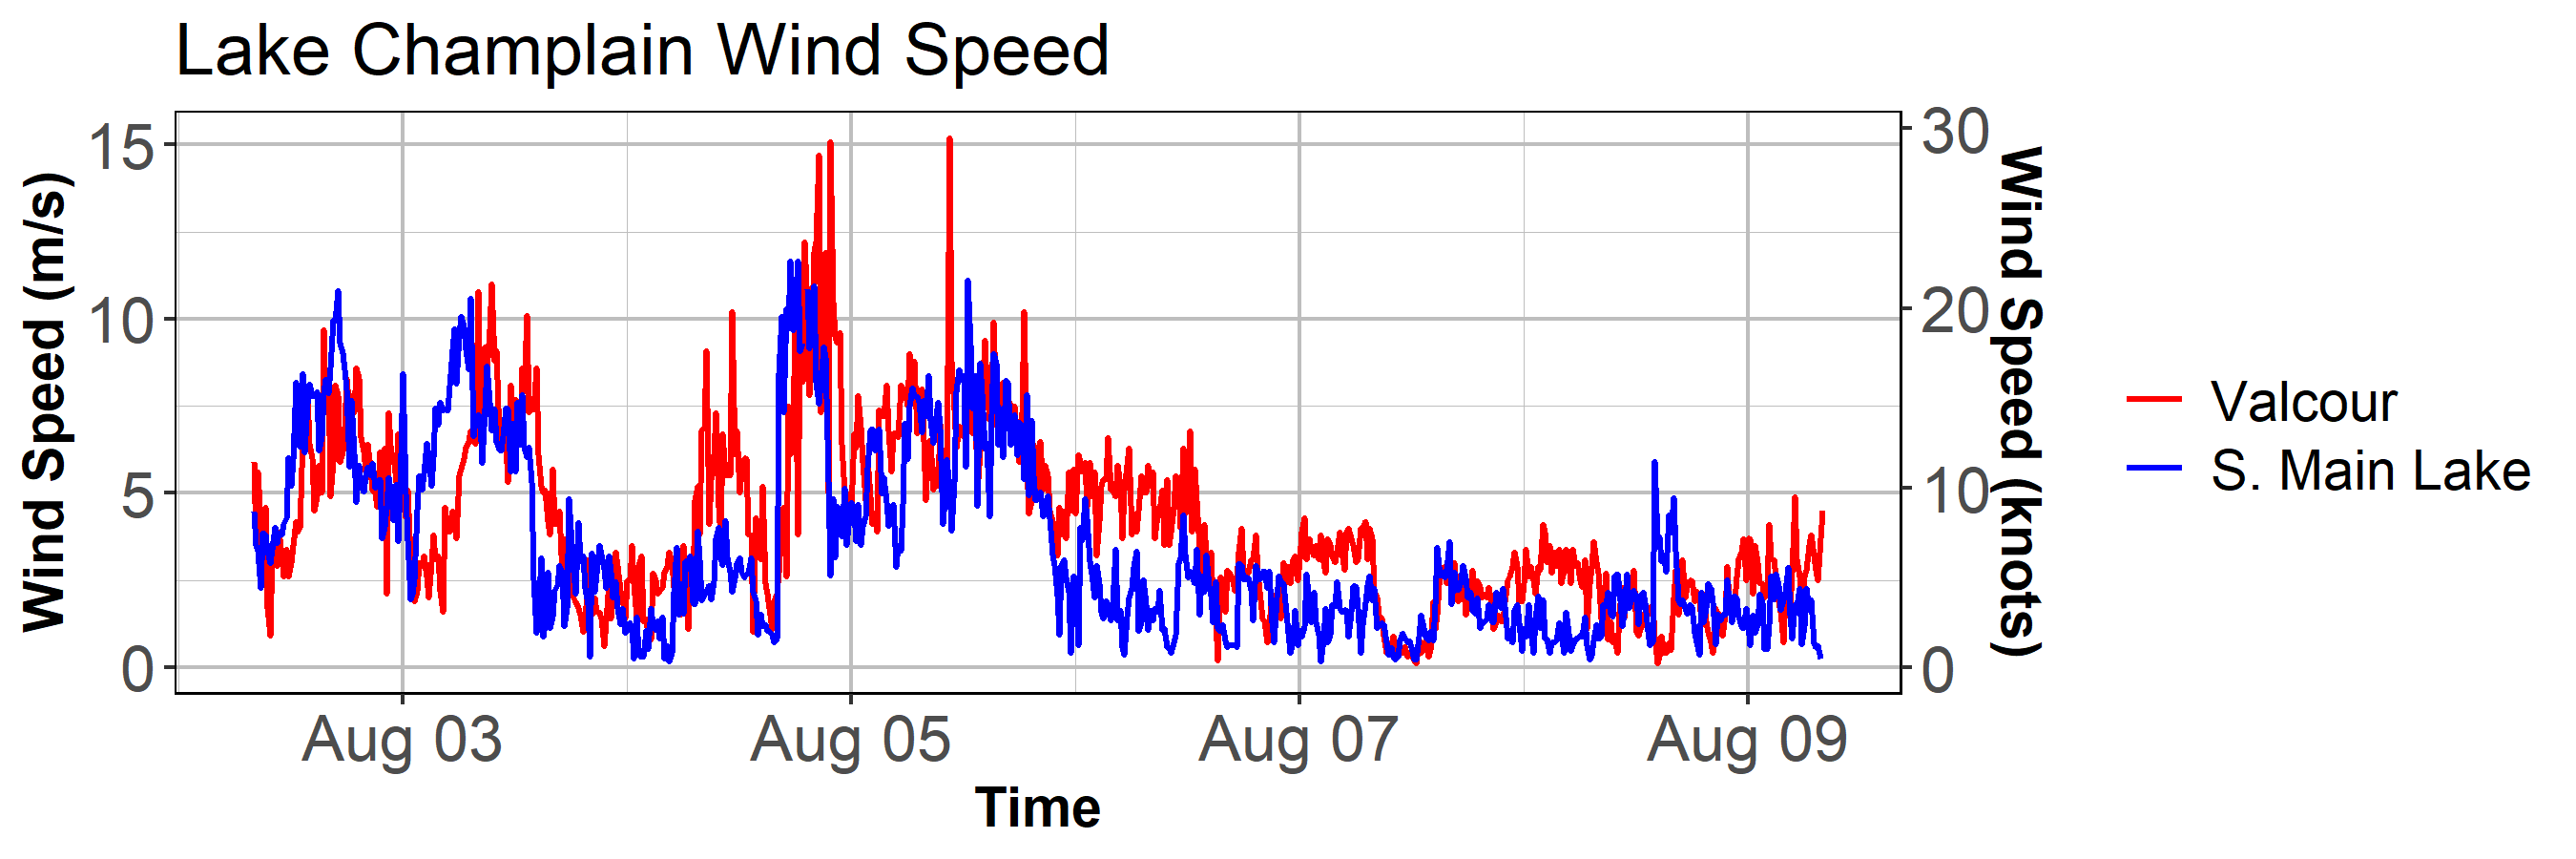 Lake Champlain Wind Speed
Wind Speed (m/s)
15
10
5
0
30
20
10
0
Wind Speed (knots)
Aug 03
Aug 05
Aug 07
Aug 09
Time
Valcour
S. Main Lake